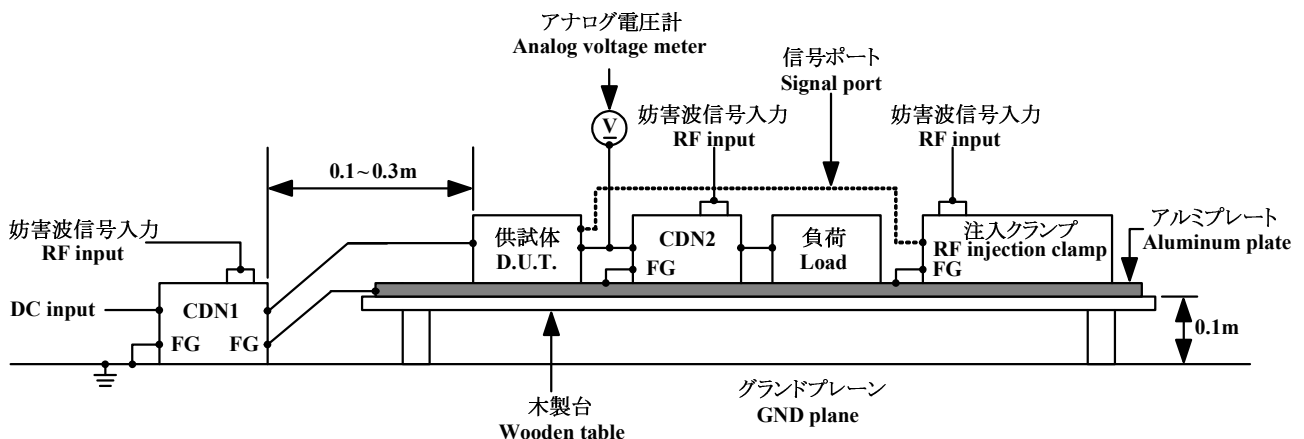 アナログ電圧計
Analog voltage meter
信号ポート
Signal port
V
妨害波信号入力
RF input
妨害波信号入力
RF input
0.1~0.3m
妨害波信号入力
RF input
供試体
D.U.T.
CDN2
FG
負荷
Load
注入クランプ
RF injection clamp
FG
アルミプレート
Aluminum plate
DC input
CDN1
FG
FG
0.1m
木製台
Wooden table
グランドプレーン
GND plane